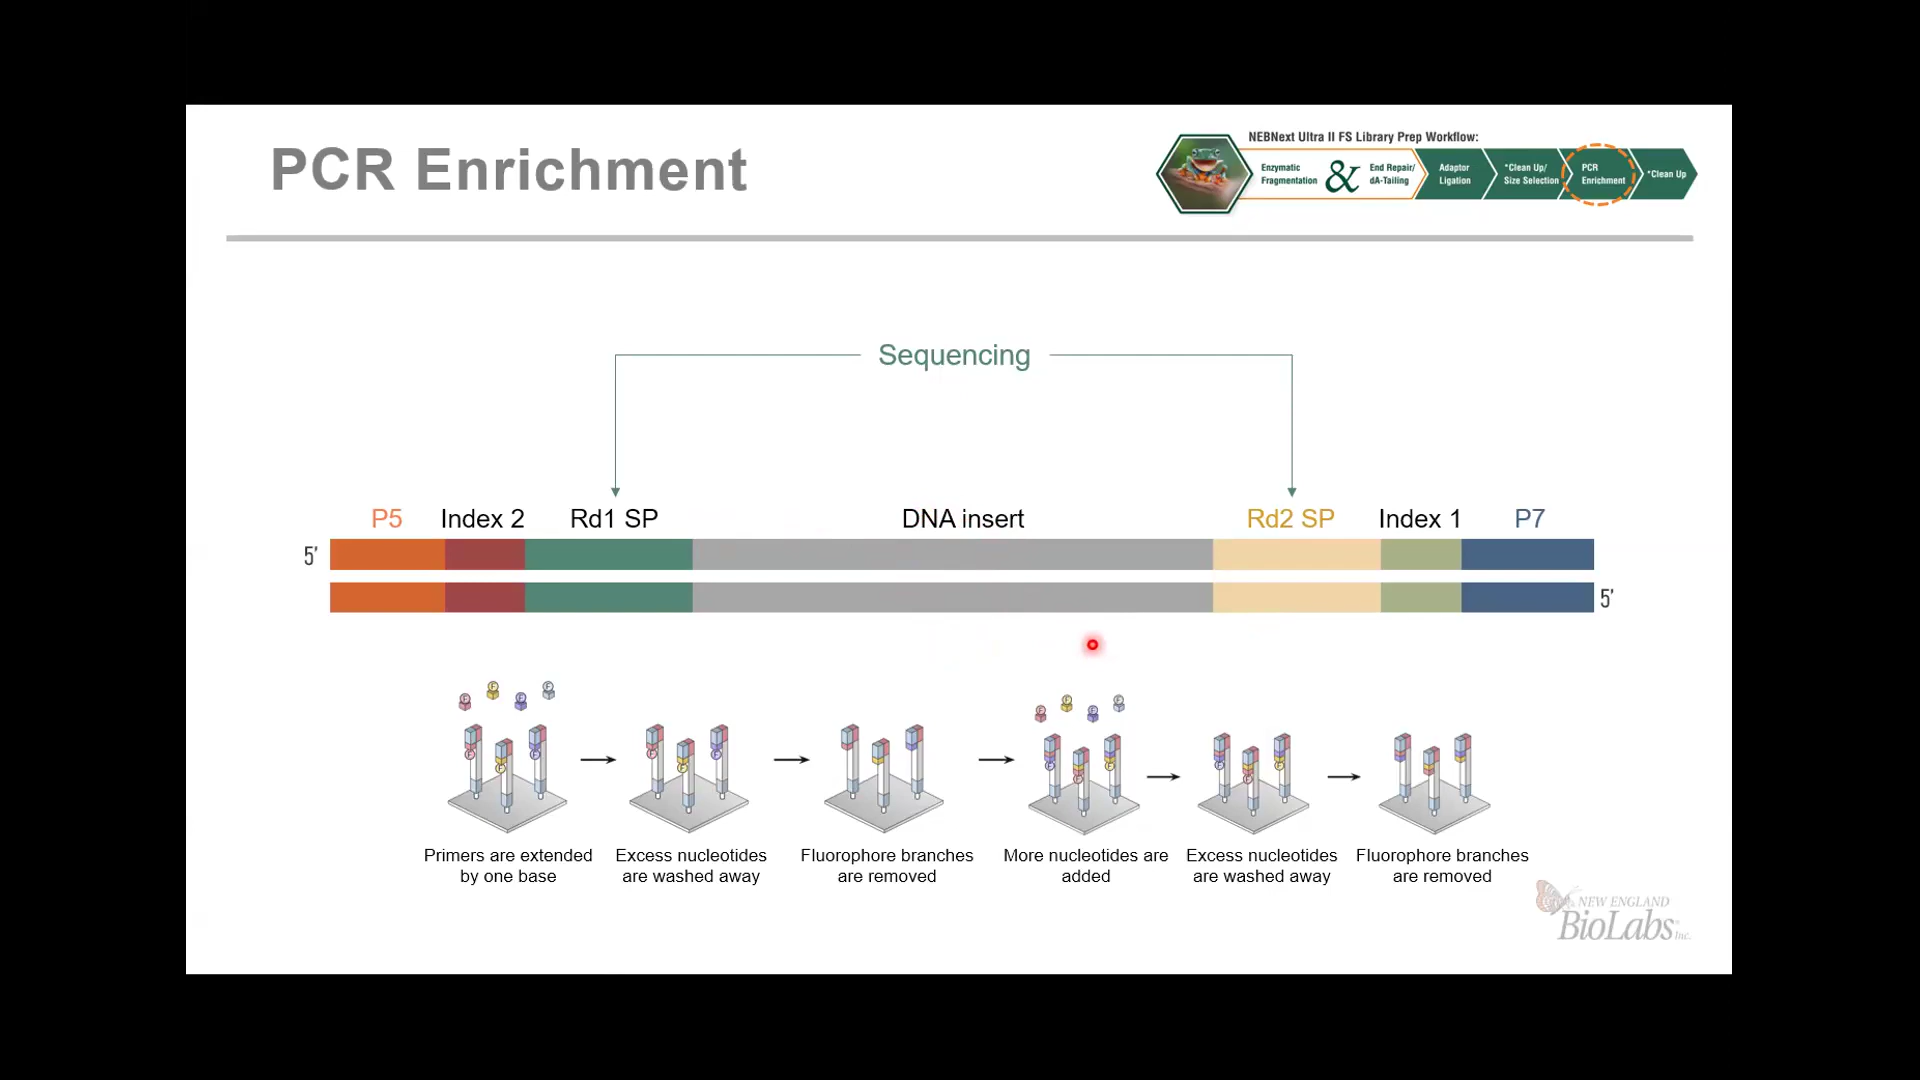 PCR Enrichment
NEBNext Ultra II FS Library Prep Workflow:
Enzymatic
Fragmentation
&
End Repair/
dA-Tailing
Adaptor
Ligation
*Clean Up/
Size Selection
PCR
Enrichment
*Clean Up
Sequencing
P5 Index 2 Rd1 SP DNA insert Rd2 SP Index 1 P7
5'
5'
F F F F
F F F
F F F
F F F F
F F F
F F F
Primers are extended
by one base
Excess nucleotides
are washed away
Fluorophore branches
are removed
More nucleotides are
added
Excess nucleotides
are washed away
Fluorophore branches
are removed
NEW ENGLAND
BioLabs® Inc.